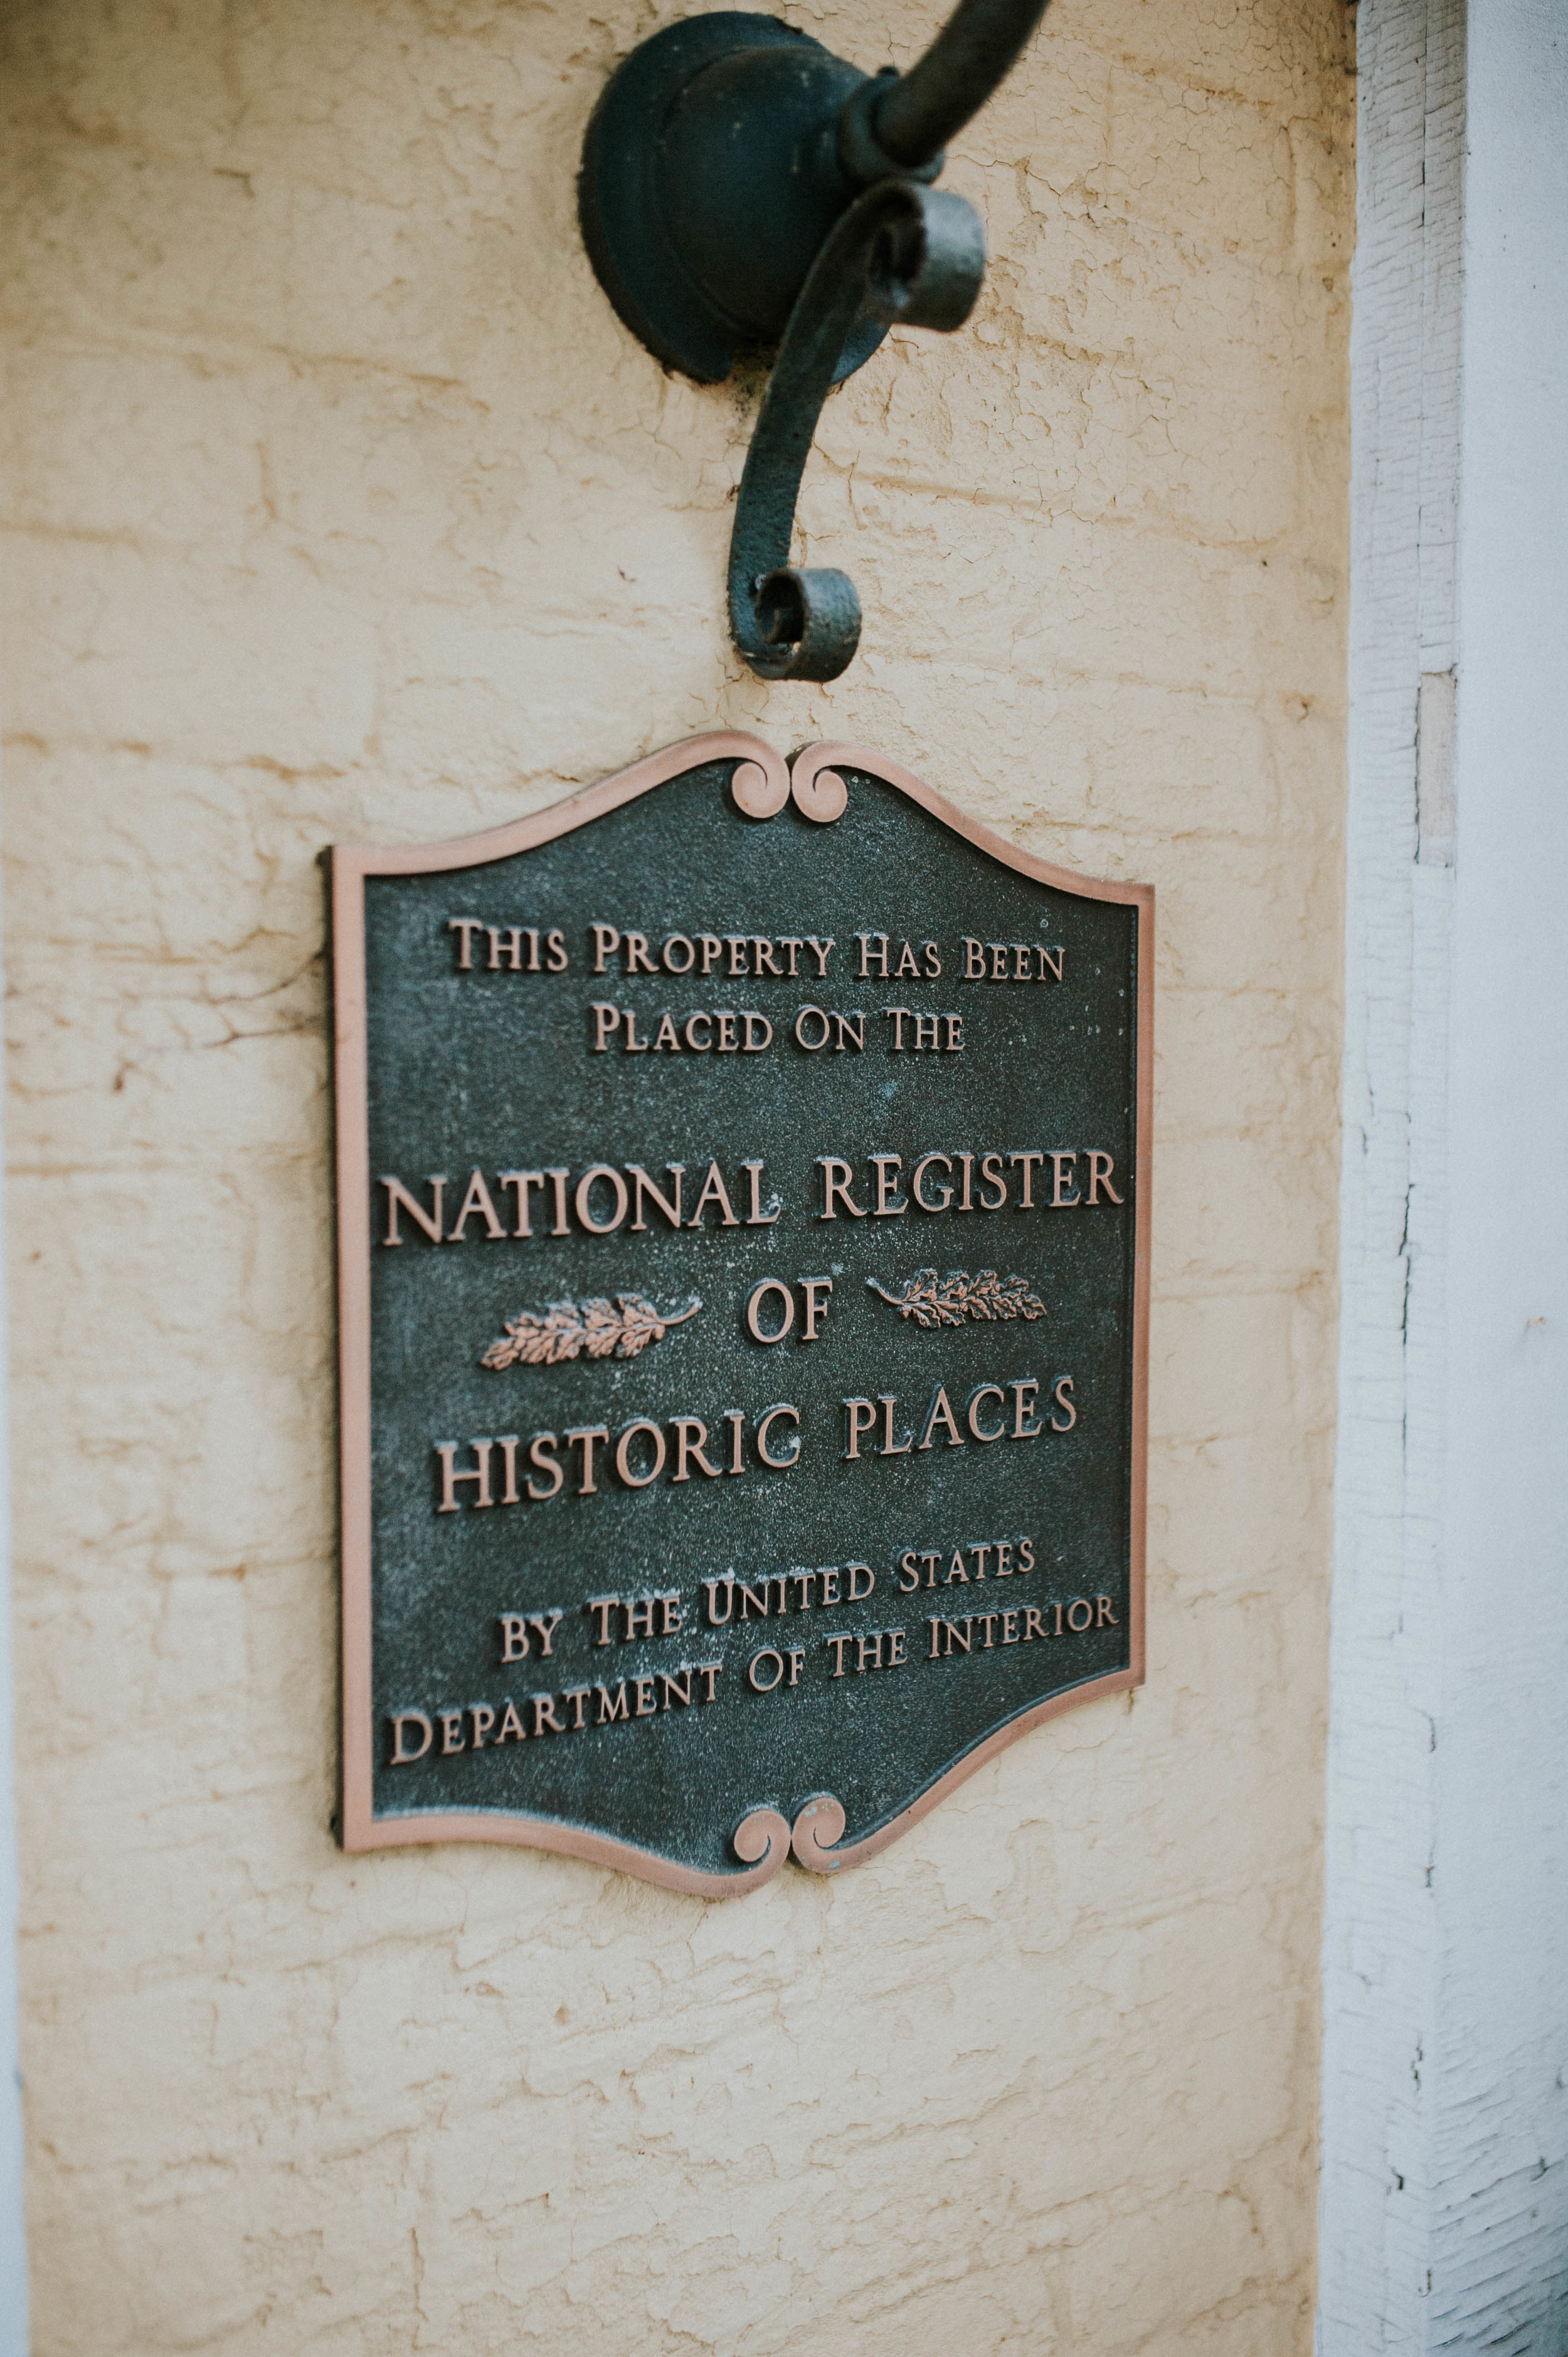 This Property Has Been
Placed On The
NATIONAL REGISTER
OF
HISTORIC PLACES
By The United States
Department Of The Interior